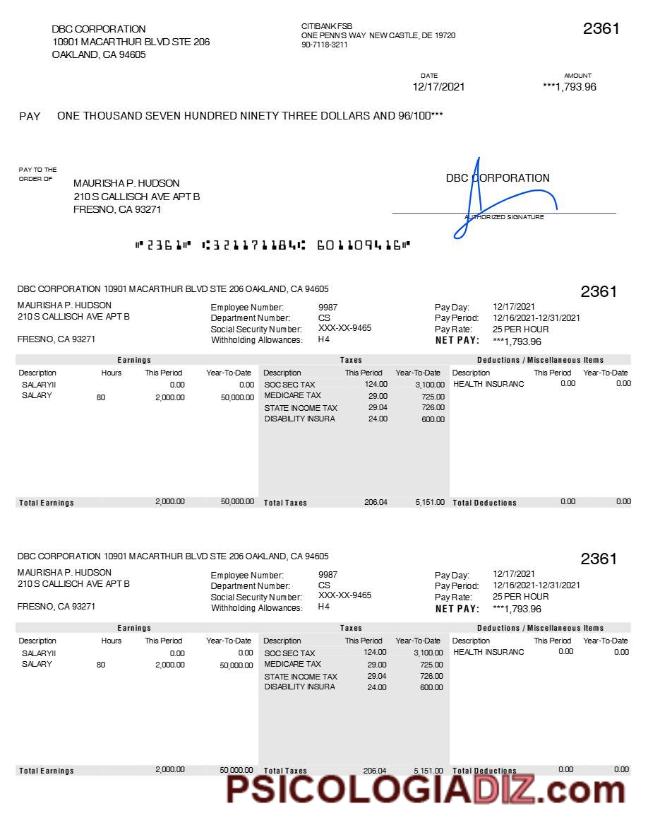 DBC CORPORATION
10901 MACARTHUR BLVD STE 206
OAKLAND, CA 94605
CITIBANK FSB
ONE PENN'S WAY NEW CASTLE, DE 19720
90-7118-3211
2361
DATE AMOUNT
12/17/2021 ***1,793.96
PAY ONE THOUSAND SEVEN HUNDRED NINETY THREE DOLLARS AND 96/100***
PAY TO THE
ORDER OF
MAURISHA P. HUDSON
210 S CALLISCH AVE APT B
FRESNO, CA 93271
DBC CORPORATION
AUTHORIZED SIGNATURE
⑈2361⑈ ⑆321171184⑆ 601109416⑈
DBC CORPORATION 10901 MACARTHUR BLVD STE 206 OAKLAND, CA 94605 2361
MAURISHA P. HUDSON Employee Number: 9987 Pay Day: 12/17/2021
210 S CALLISCH AVE APT B Department Number: CS Pay Period: 12/16/2021-12/31/2021
Social Security Number: XXX-XX-9465 Pay Rate: 25 PER HOUR
FRESNO, CA 93271 Withholding Allowances: H4 NET PAY: ***1,793.96
Earnings Taxes Deductions / Miscellaneous Items
Description Hours This Period Year-To-Date Description This Period Year-To-Date Description This Period Year-To-Date
SALARYII 0.00 0.00 SOC SEC TAX 124.00 3,100.00 HEALTH INSURANC 0.00 0.00
SALARY 80 2,000.00 50,000.00 MEDICARE TAX 29.00 725.00
STATE INCOME TAX 29.04 726.00
DISABILITY INSURA 24.00 600.00
Total Earnings 2,000.00 50,000.00 Total Taxes 206.04 5,151.00 Total Deductions 0.00 0.00
DBC CORPORATION 10901 MACARTHUR BLVD STE 206 OAKLAND, CA 94605 2361
MAURISHA P. HUDSON Employee Number: 9987 Pay Day: 12/17/2021
210 S CALLISCH AVE APT B Department Number: CS Pay Period: 12/16/2021-12/31/2021
Social Security Number: XXX-XX-9465 Pay Rate: 25 PER HOUR
FRESNO, CA 93271 Withholding Allowances: H4 NET PAY: ***1,793.96
Earnings Taxes Deductions / Miscellaneous Items
Description Hours This Period Year-To-Date Description This Period Year-To-Date Description This Period Year-To-Date
SALARYII 0.00 0.00 SOC SEC TAX 124.00 3,100.00 HEALTH INSURANC 0.00 0.00
SALARY 80 2,000.00 50,000.00 MEDICARE TAX 29.00 725.00
STATE INCOME TAX 29.04 726.00
DISABILITY INSURA 24.00 600.00
Total Earnings 2,000.00 50,000.00 Total Taxes 206.04 5,151.00 Total Deductions 0.00 0.00
PSICOLOGIADIZ.com